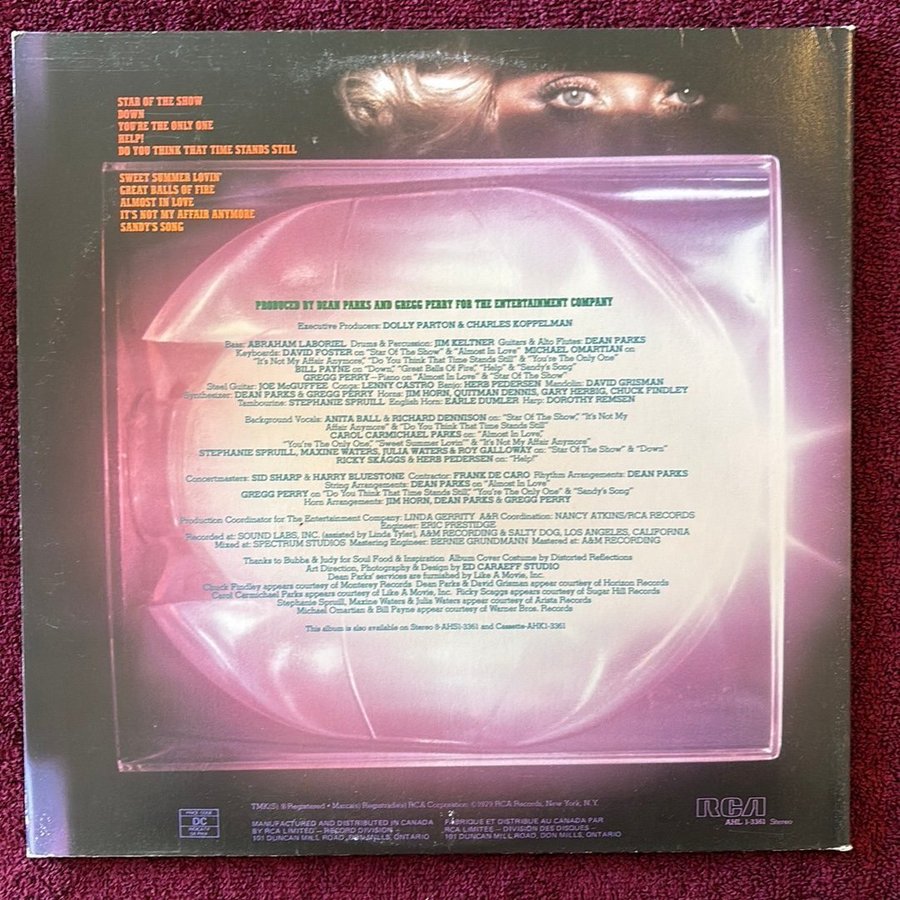 STAR OF THE SHOW
DOWN
YOU'RE THE ONLY ONE
HELP!
DO YOU THINK THAT TIME STANDS STILL
SWEET SUMMER LOVIN'
GREAT BALLS OF FIRE
ALMOST IN LOVE
IT'S NOT MY AFFAIR ANYMORE
SANDY'S SONG
PRODUCED BY DEAN PARKS AND GREGG PERRY FOR THE ENTERTAINMENT COMPANY
Executive Producers: DOLLY PARTON & CHARLES KOPPELMAN
Bass: ABRAHAM LABORIEL Drums & Percussion: JIM KELTNER Guitars & Alto Flutes: DEAN PARKS
Keyboards: DAVID FOSTER on "Star Of The Show" & "Almost In Love" MICHAEL OMARTIAN on
"It's Not My Affair Anymore," "Do You Think That Time Stands Still" & "You're The Only One"
BILL PAYNE on "Down," "Great Balls Of Fire," "Help" & "Sandy's Song"
GREGG PERRY—Piano on "Almost In Love" & "Star Of The Show"
Steel Guitar: JOE McGUFFEE Conga: LENNY CASTRO Banjo: HERB PEDERSEN Mandolin: DAVID GRISMAN
Synthesizer: DEAN PARKS & GREGG PERRY Horns: JIM HORN, QUITMAN DENNIS, GARY HERBIG, CHUCK FINDLEY
Tambourine: STEPHANIE SPRUILL English Horn: EARLE DUMLER Harp: DOROTHY REMSEN
Background Vocals: ANITA BALL & RICHARD DENNISON on: "Star Of The Show," "It's Not My
Affair Anymore" & "Do You Think That Time Stands Still"
CAROL CARMICHAEL PARKS on: "Almost In Love,"
"You're The Only One," "Sweet Summer Lovin'" & "It's Not My Affair Anymore"
STEPHANIE SPRUILL, MAXINE WATERS, JULIA WATERS & ROY GALLOWAY on: "Star Of The Show" & "Down"
RICKY SKAGGS & HERB PEDERSEN on: "Help!"
Concertmasters: SID SHARP & HARRY BLUESTONE Contractor: FRANK DE CARO Rhythm Arrangements: DEAN PARKS
String Arrangements: DEAN PARKS on "Almost In Love"
GREGG PERRY on "Do You Think That Time Stands Still," "You're The Only One" & "Sandy's Song"
Horn Arrangements: JIM HORN, DEAN PARKS & GREGG PERRY
Production Coordinator for The Entertainment Company: LINDA GERRITY A&R Coordination: NANCY ATKINS/RCA RECORDS
Engineer: ERIC PRESTIDGE
Recorded at: SOUND LABS, INC. (assisted by Linda Tyler), A&M RECORDING & SALTY DOG, LOS ANGELES, CALIFORNIA
Mixed at: SPECTRUM STUDIOS Mastering Engineer: BERNIE GRUNDMANN Mastered at: A&M RECORDING
Thanks to Bubba & Judy for Soul Food & Inspiration Album Cover Costume by Distorted Reflections
Art Direction, Photography & Design by ED CARAEFF STUDIO
Dean Parks' services are furnished by Like A Movie, Inc.
Chuck Findley appears courtesy of Monterey Records Dean Parks & David Grisman appear courtesy of Horizon Records
Carol Carmichael Parks appears courtesy of Like A Movie, Inc. Ricky Scaggs appears courtesy of Sugar Hill Records
Stephanie Spruill, Maxine Waters & Julia Waters appear courtesy of Arista Records
Michael Omartian & Bill Payne appear courtesy of Warner Bros. Records
This album is also available on Stereo 8-AHS1-3361 and Cassette-AHK1-3361
TMK(S) ® Registered • Marca(s) Registrada(s) RCA Corporation ©1979 RCA Records, New York, N.Y.
DC
MANUFACTURED AND DISTRIBUTED IN CANADA
BY RCA LIMITED — RECORD DIVISION -
101 DUNCAN MILL ROAD, DON MILLS, ONTARIO
FABRIQUE ET DISTRIBUE AU CANADA PAR
RCA LIMITEE — DIVISION DES DISQUES —
101 DUNCAN MILL ROAD, DON MILLS, ONTARIO
RCA
AHL 1-3361 Stereo